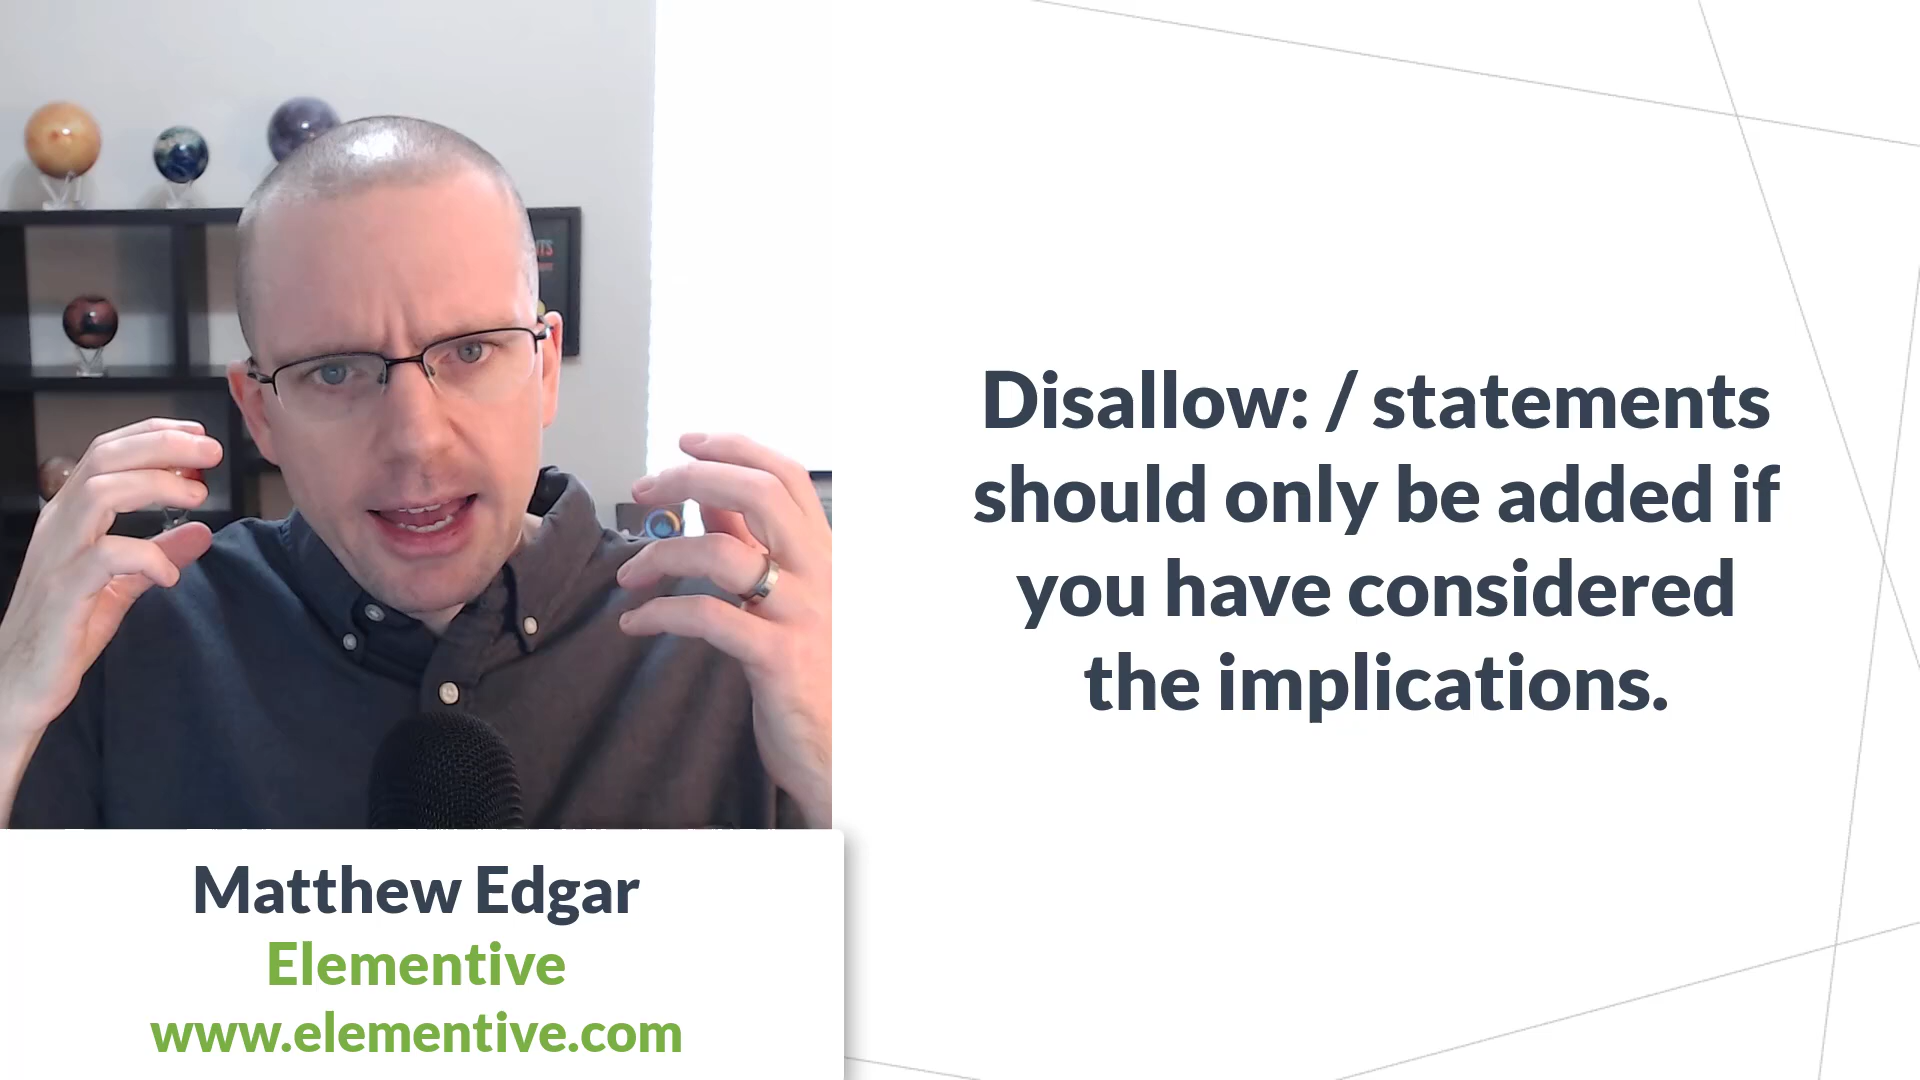 Disallow: / statements
should only be added if
you have considered
the implications.
Matthew Edgar
Elementive
www.elementive.com